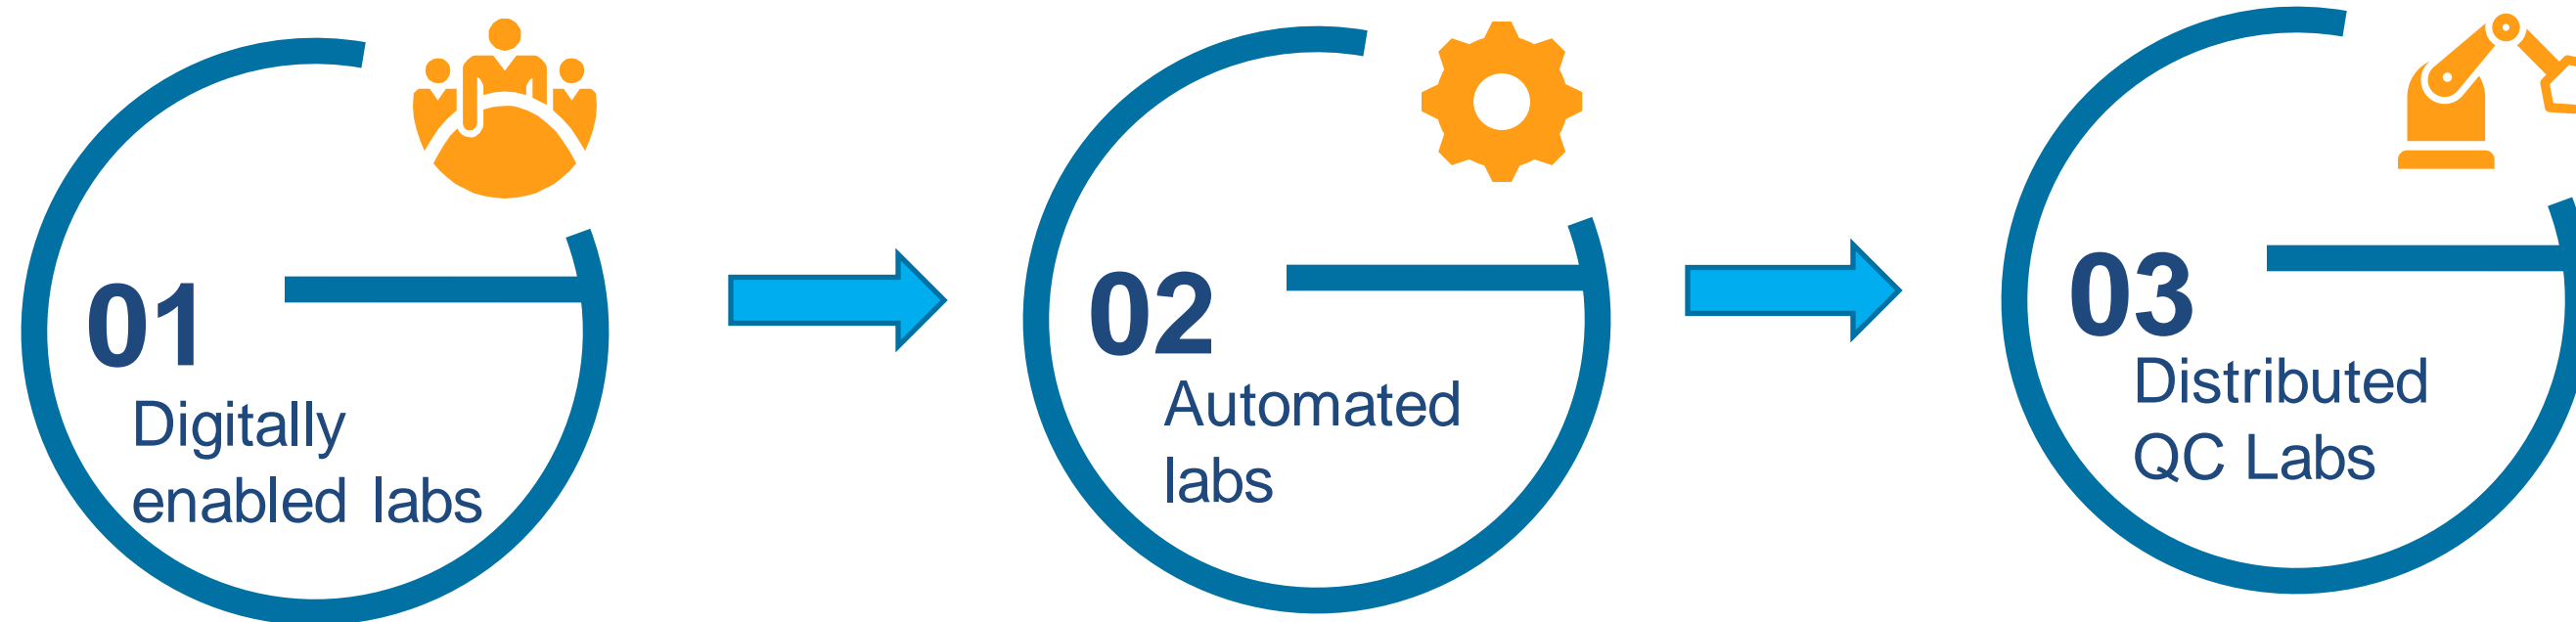 01
Digitally
enabled labs
02
Automated
labs
03
Distributed
QC Labs